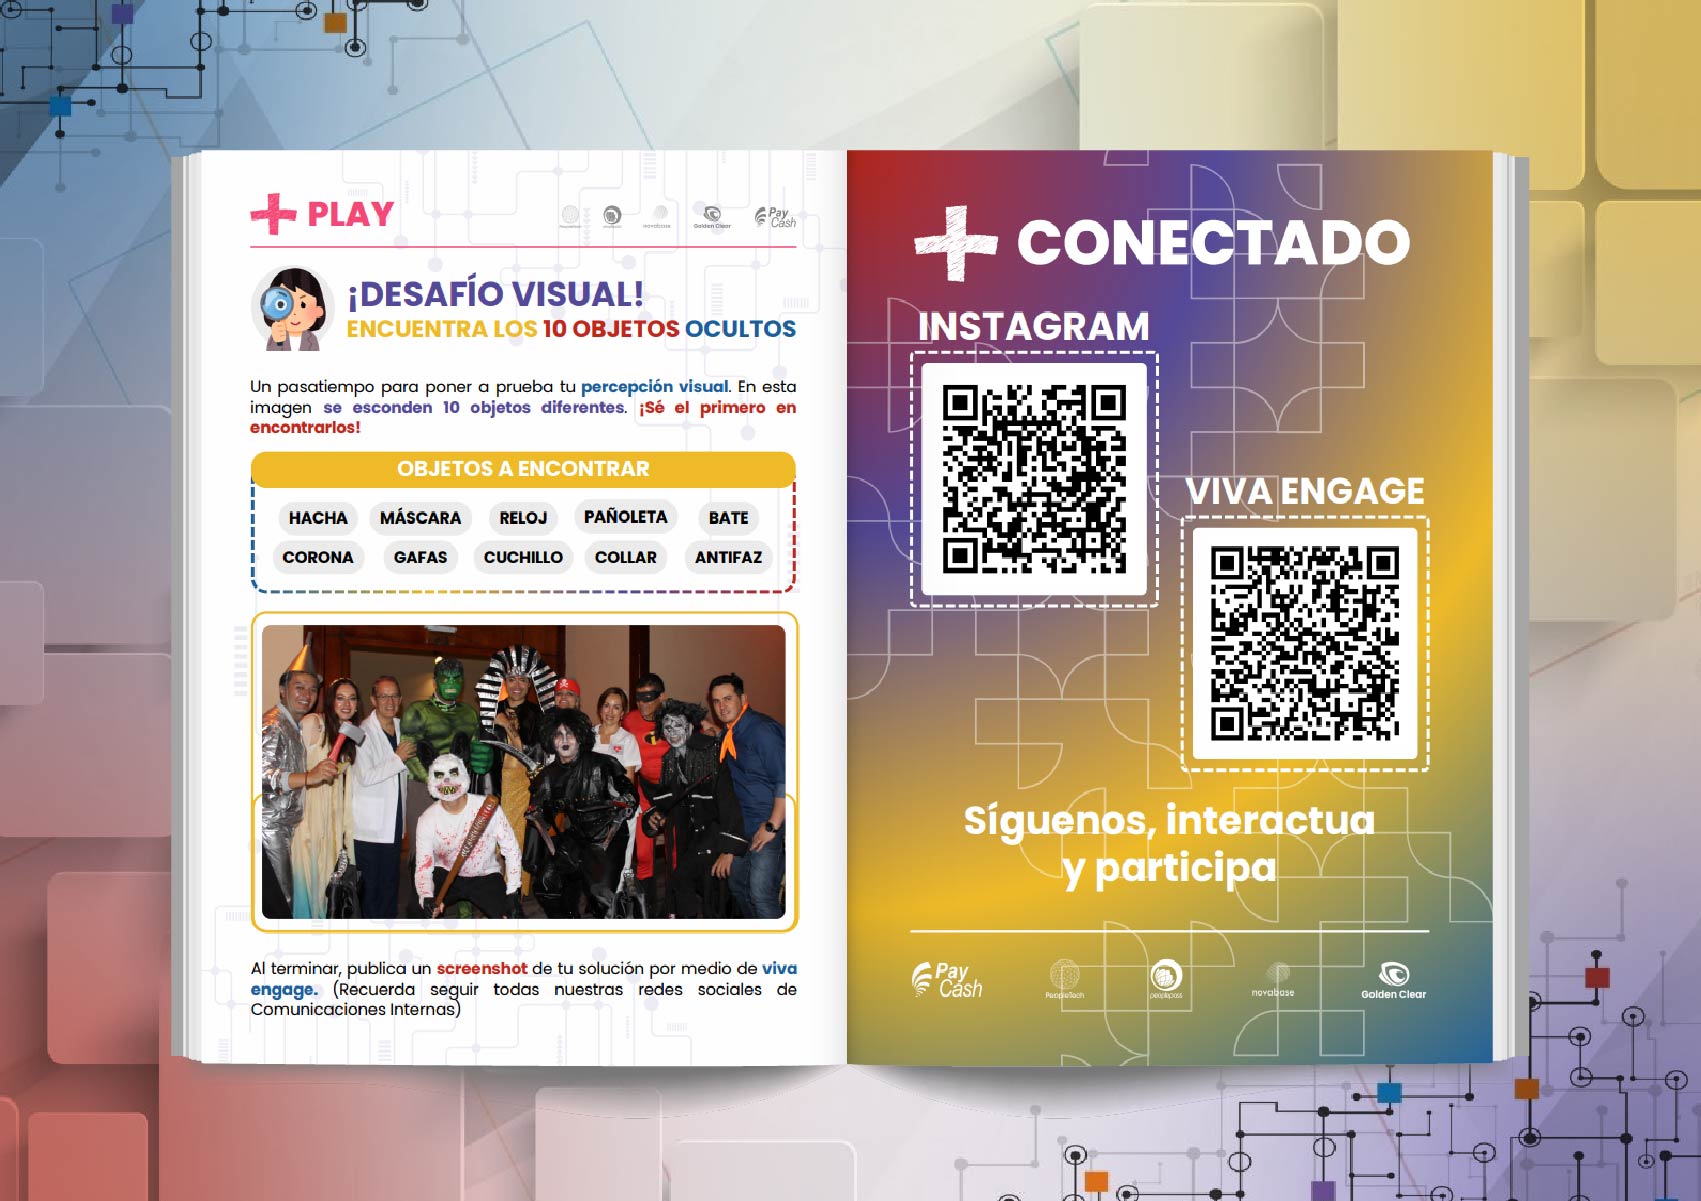 PLAY
Pay
Cash
novabase
Golden Clear
¡DESAFÍO VISUAL!
ENCUENTRA LOS 10 OBJETOS OCULTOS
Un pasatiempo para poner a prueba tu percepción visual. En esta
imagen se esconden 10 objetos diferentes. ¡Sé el primero en
encontrarlos!
OBJETOS A ENCONTRAR
HACHA MÁSCARA RELOJ PAÑOLETA BATE
CORONA GAFAS CUCHILLO COLLAR ANTIFAZ
Al terminar, publica un screenshot de tu solución por medio de viva
engage. (Recuerda seguir todas nuestras redes sociales de
Comunicaciones Internas)
CONECTADO
INSTAGRAM
VIVA ENGAGE
Síguenos, interactua
y participa
Pay
Cash
PeopleTech
peoplepass
novabase
Golden Clear